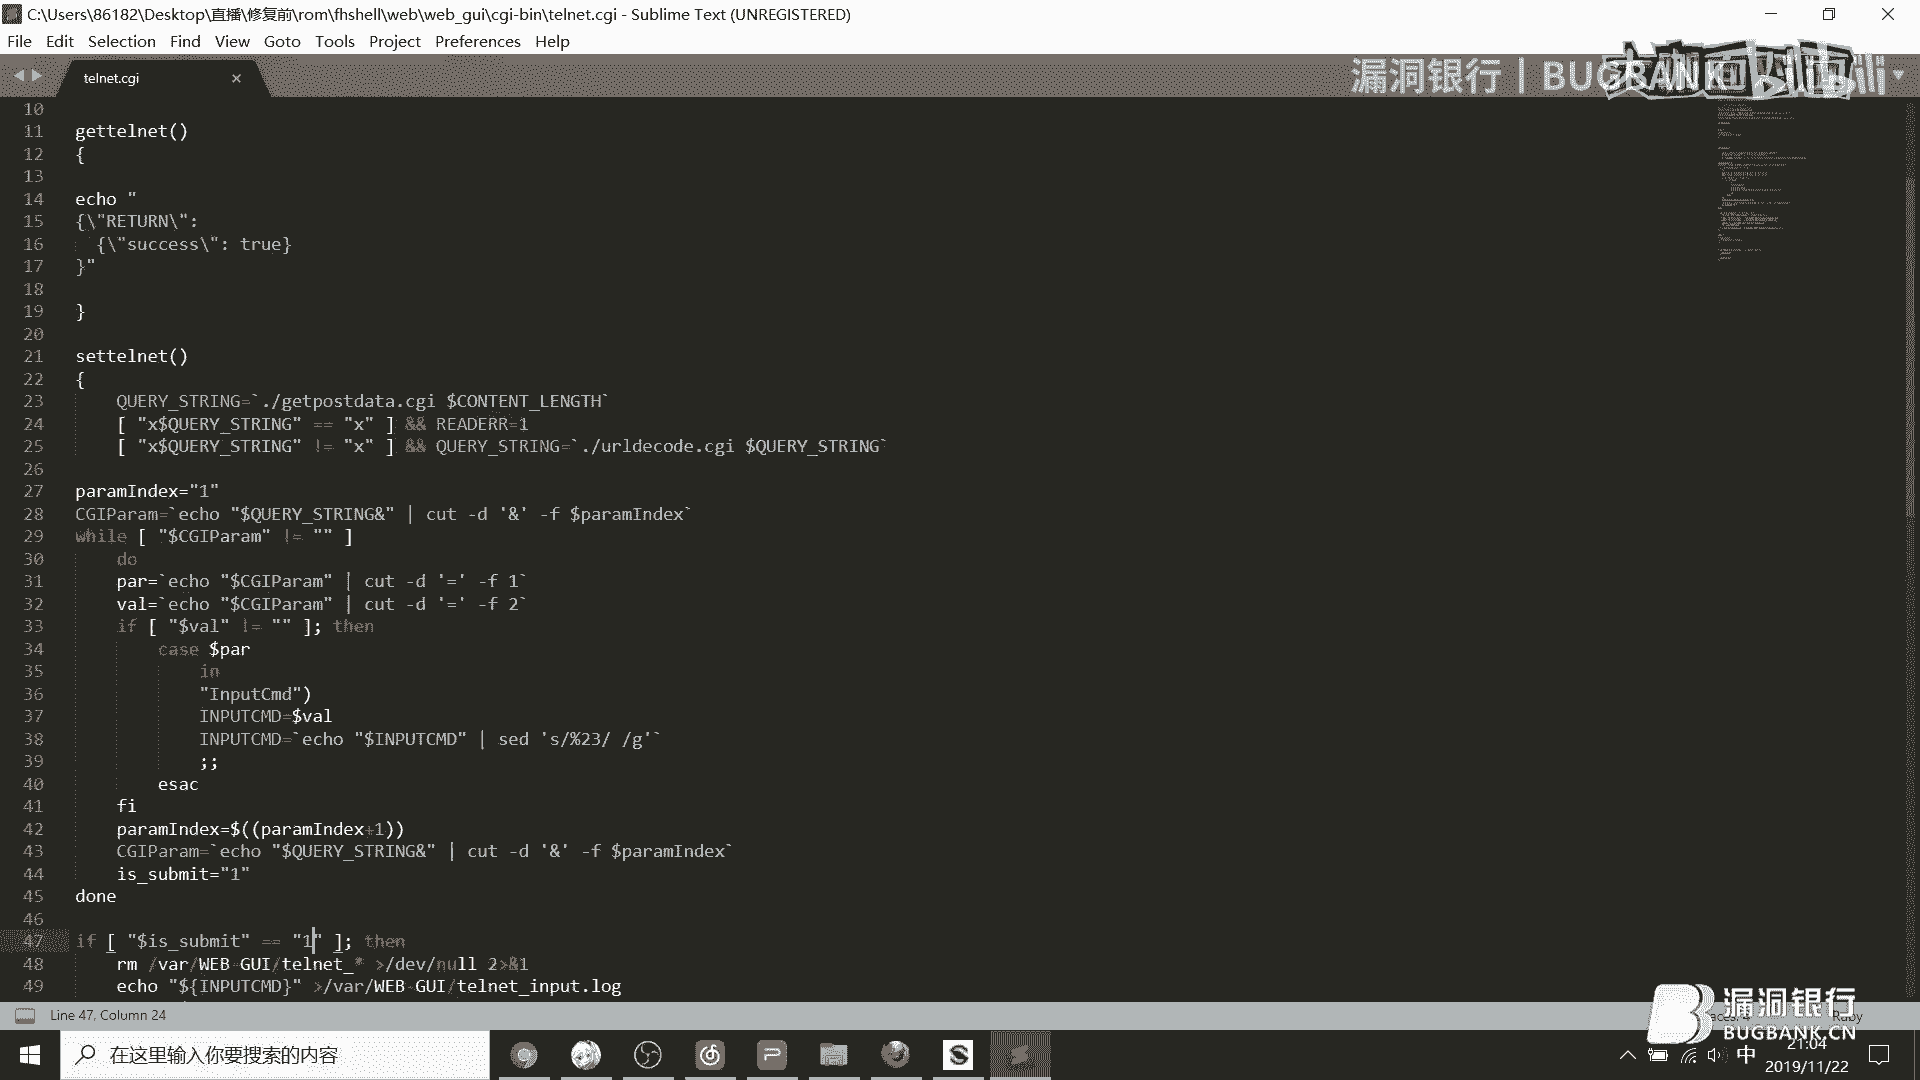 C:\Users\86182\Desktop\直播\修复前\rom\fhshell\web\web_gui\cgi-bin\telnet.cgi - Sublime Text (UNREGISTERED)
File Edit Selection Find View Goto Tools Project Preferences Help
telnet.cgi
漏洞银行 | BUGBANK
bilibili
10
11 gettelnet()
12 {
13
14 echo "
15 {\"RETURN\":
16   {\"success\": true}
17 }"
18
19 }
20
21 settelnet()
22 {
23     QUERY_STRING=`./getpostdata.cgi $CONTENT_LENGTH`
24     [ "x$QUERY_STRING" == "x" ] && READERR=1
25     [ "x$QUERY_STRING" != "x" ] && QUERY_STRING=`./urldecode.cgi $QUERY_STRING`
26
27 paramIndex="1"
28 CGIParam=`echo "$QUERY_STRING&" | cut -d '&' -f $paramIndex`
29 while [ "$CGIParam" != "" ]
30     do
31     par=`echo "$CGIParam" | cut -d '=' -f 1`
32     val=`echo "$CGIParam" | cut -d '=' -f 2`
33     if [ "$val" != "" ]; then
34         case $par
35             in
36             "InputCmd")
37             INPUTCMD=$val
38             INPUTCMD=`echo "$INPUTCMD" | sed 's/%23/ /g'`
39             ;;
40         esac
41     fi
42     paramIndex=$((paramIndex+1))
43     CGIParam=`echo "$QUERY_STRING&" | cut -d '&' -f $paramIndex`
44     is_submit="1"
45 done
46
47 if [ "$is_submit" == "1" ]; then
48     rm /var/WEB-GUI/telnet_* >/dev/null 2>&1
49     echo "${INPUTCMD}" >/var/WEB-GUI/telnet_input.log
Line 47, Column 24
Ruby
漏洞银行
BUGBANK.CN
在这里输入你要搜索的内容
中
21:04
2019/11/22